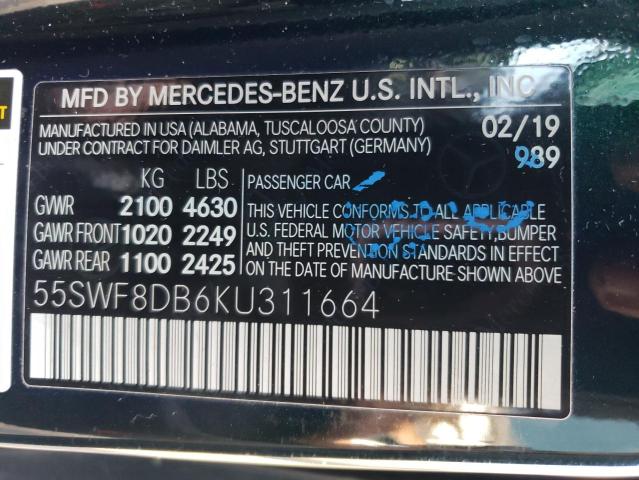 MFD BY MERCEDES-BENZ U.S. INTL., INC
MANUFACTURED IN USA (ALABAMA, TUSCALOOSA COUNTY) 02/19
UNDER CONTRACT FOR DAIMLER AG, STUTTGART (GERMANY) 989
KG LBS PASSENGER CAR
GVWR 2100 4630 THIS VEHICLE CONFORMS TO ALL APPLICABLE
GAWR FRONT 1020 2249 U.S. FEDERAL MOTOR VEHICLE SAFETY, BUMPER
GAWR REAR 1100 2425 AND THEFT PREVENTION STANDARDS IN EFFECT
ON THE DATE OF MANUFACTURE SHOWN ABOVE.
55SWF8DB6KU311664